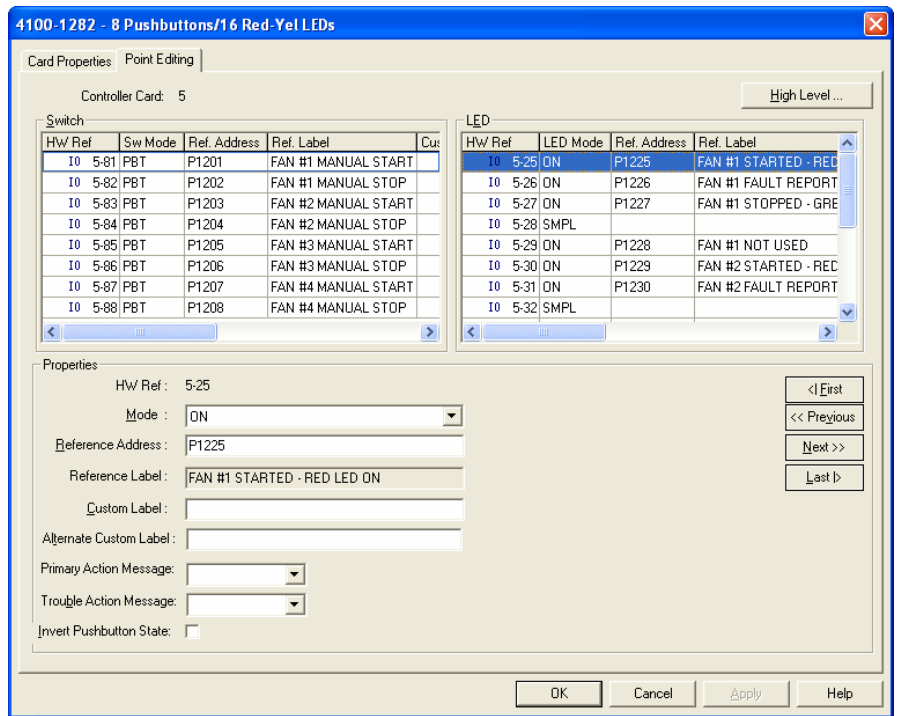 4100-1282 - 8 Pushbuttons/16 Red-Yel LEDs
Card Properties Point Editing
Controller Card: 5 High Level ...
Switch
HW Ref Sw Mode Ref. Address Ref. Label Cus
IO 5-81 PBT P1201 FAN #1 MANUAL START
IO 5-82 PBT P1202 FAN #1 MANUAL STOP
IO 5-83 PBT P1203 FAN #2 MANUAL START
IO 5-84 PBT P1204 FAN #2 MANUAL STOP
IO 5-85 PBT P1205 FAN #3 MANUAL START
IO 5-86 PBT P1206 FAN #3 MANUAL STOP
IO 5-87 PBT P1207 FAN #4 MANUAL START
IO 5-88 PBT P1208 FAN #4 MANUAL STOP
LED
HW Ref LED Mode Ref. Address Ref. Label
IO 5-25 ON P1225 FAN #1 STARTED - RED
IO 5-26 ON P1226 FAN #1 FAULT REPORT
IO 5-27 ON P1227 FAN #1 STOPPED - GRE
IO 5-28 SMPL
IO 5-29 ON P1228 FAN #1 NOT USED
IO 5-30 ON P1229 FAN #2 STARTED - RED
IO 5-31 ON P1230 FAN #2 FAULT REPORT
IO 5-32 SMPL
Properties
HW Ref : 5-25
Mode : ON
Reference Address : P1225
Reference Label : FAN #1 STARTED - RED LED ON
Custom Label :
Alternate Custom Label :
Primary Action Message:
Trouble Action Message:
Invert Pushbutton State:
<| First
<< Previous
Next >>
Last |>
OK Cancel Apply Help